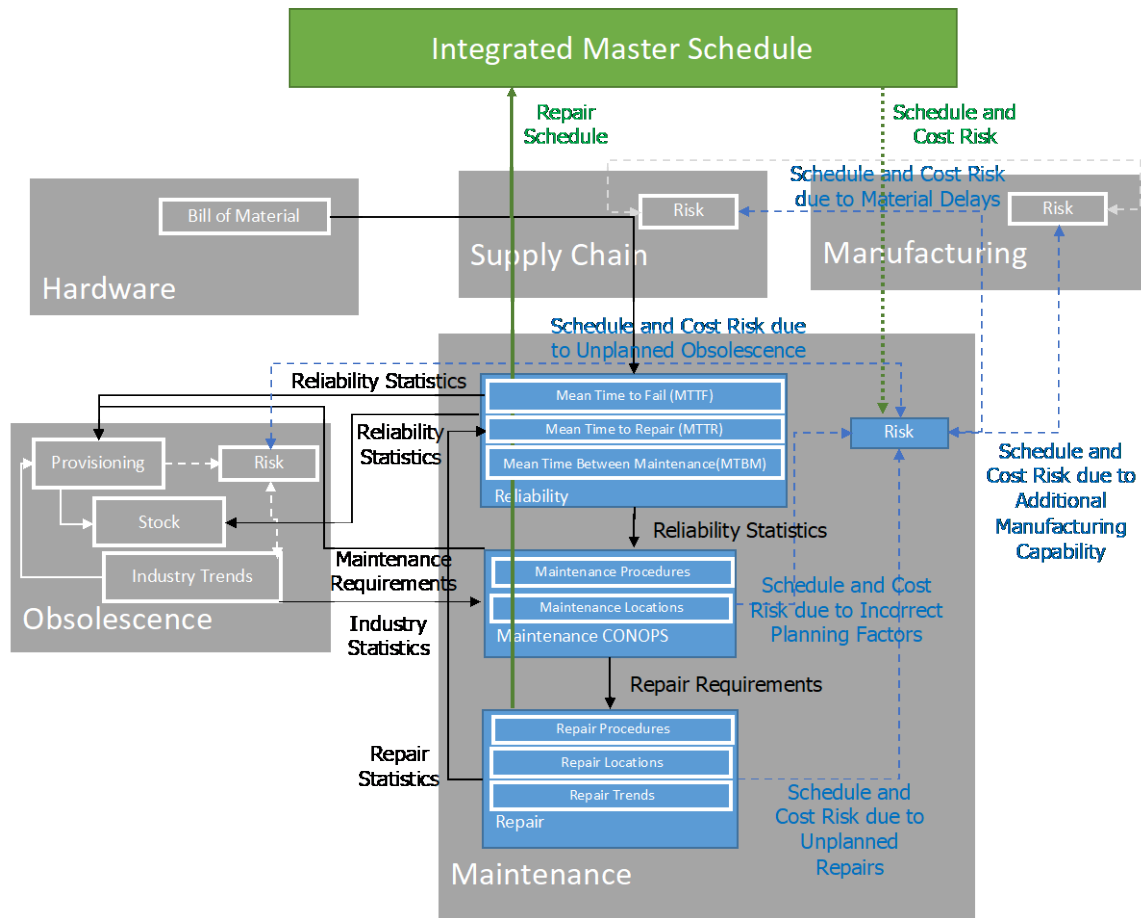 Integrated Master Schedule
Repair
Schedule
Schedule and
Cost Risk
Schedule and Cost Risk
due to Material Delays
Bill of Material
Hardware
Risk
Supply Chain
Risk
Manufacturing
Schedule and Cost Risk due
to Unplanned Obsolescence
Reliability Statistics
Reliability
Statistics
Mean Time to Fail (MTTF)
Mean Time to Repair (MTTR)
Mean Time Between Maintenance(MTBM)
Reliability
Risk
Provisioning
Risk
Stock
Industry Trends
Obsolescence
Schedule and
Cost Risk due to
Additional
Manufacturing
Capability
Reliability Statistics
Maintenance
Requirements
Industry
Statistics
Maintenance Procedures
Maintenance Locations
Maintenance CONOPS
Schedule and Cost
Risk due to Incorrect
Planning Factors
Repair Requirements
Repair
Statistics
Repair Procedures
Repair Locations
Repair Trends
Repair
Schedule and
Cost Risk due to
Unplanned
Repairs
Maintenance